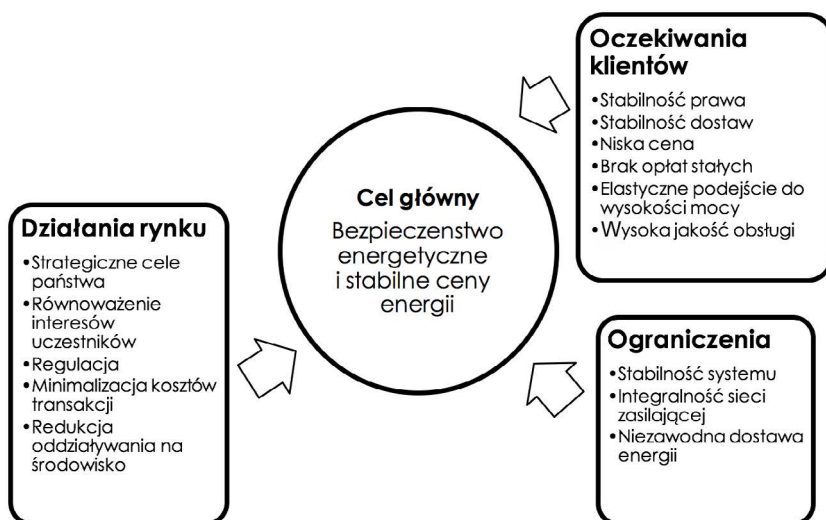 Oczekiwania
klientów
•Stabilność prawa
•Stabilność dostaw
•Niska cena
•Brak opłat stałych
•Elastyczne podejście do
wysokości mocy
•Wysoka jakość obsługi
Cel główny
Bezpieczenstwo
energetyczne
i stabilne ceny
energii
Działania rynku
•Strategiczne cele
państwa
•Równoważenie
interesów
uczestników
•Regulacja
•Minimalizacja kosztów
transakcji
•Redukcja
oddziaływania na
środowisko
Ograniczenia
•Stabilność systemu
•Integralność sieci
zasilającej
•Niezawodna dostawa
energii